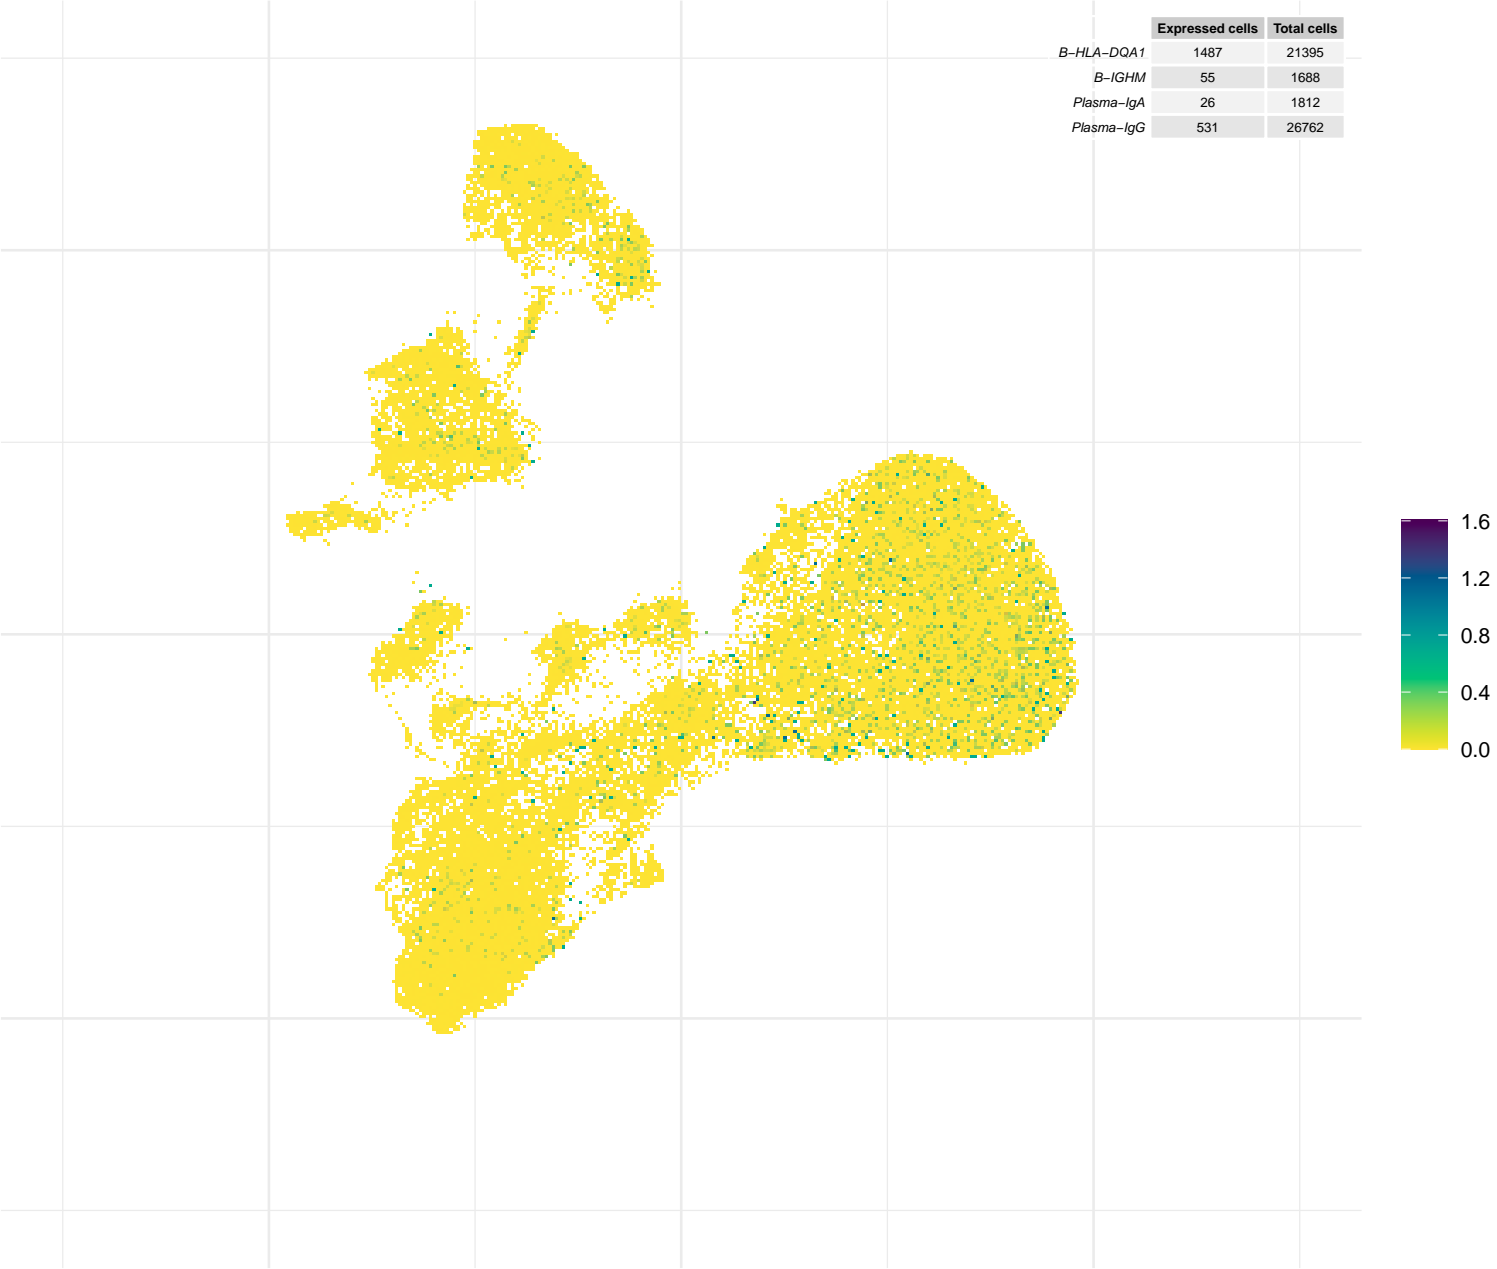 Expressed cells Total cells
B−HLA−DQA1 1487 21395
B−IGHM 55 1688
Plasma−IgA 26 1812
Plasma−IgG 531 26762
1.6
1.2
0.8
0.4
0.0